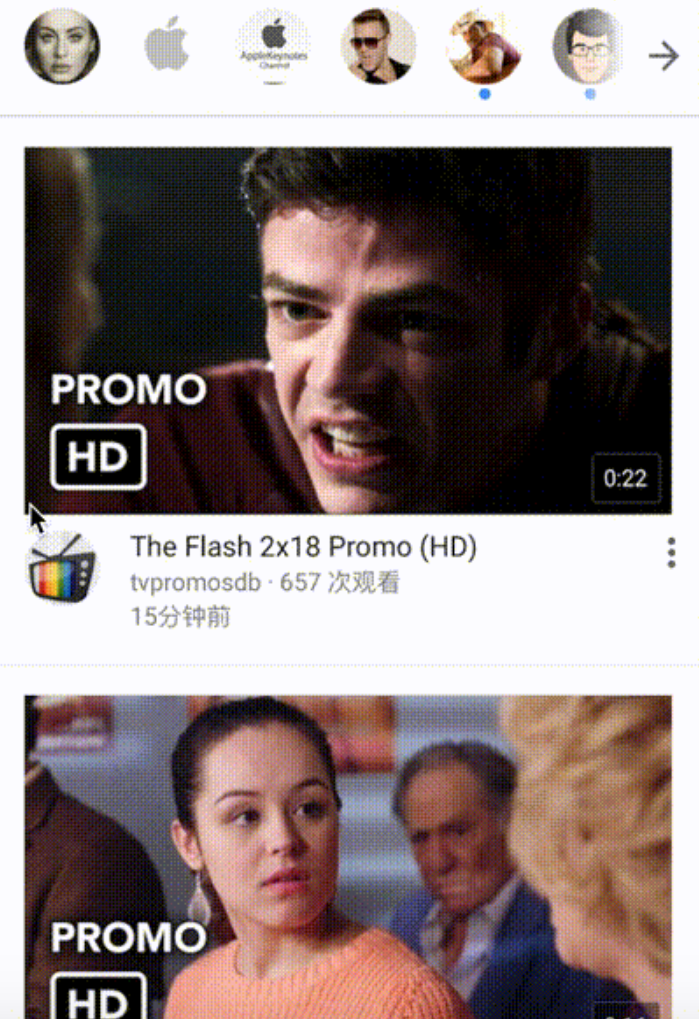 AppleKeynotes
Channel
PROMO
HD
0:22
The Flash 2x18 Promo (HD)
tvpromosdb · 657 次观看
15分钟前
PROMO
HD